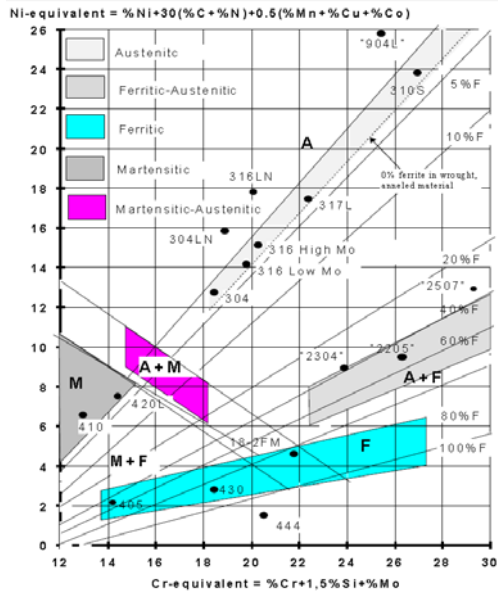 Ni-equivalent = %Ni+30(%C+%N)+0.5(%Mn+%Cu+%Co)
26
24
22
20
18
16
14
12
10
8
6
4
2
0
Austenitc
Ferritic-Austenitic
Ferritic
Martensitic
Martensitic-Austenitic
"904L"
310S
5%F
10%F
A
0% ferite in wrought,
anneled material
316LN
317L
304LN
316 High Mo
316 Low Mo
20%F
304
"2507"
40%F
60%F
"2304"
"2205"
A+F
A+M
M
420L
410
M+F
18-2FM
F
80%F
100%F
405
430
444
12 14 16 18 20 22 24 26 28 30
Cr-equivalent = %Cr+1,5%Si+%Mo